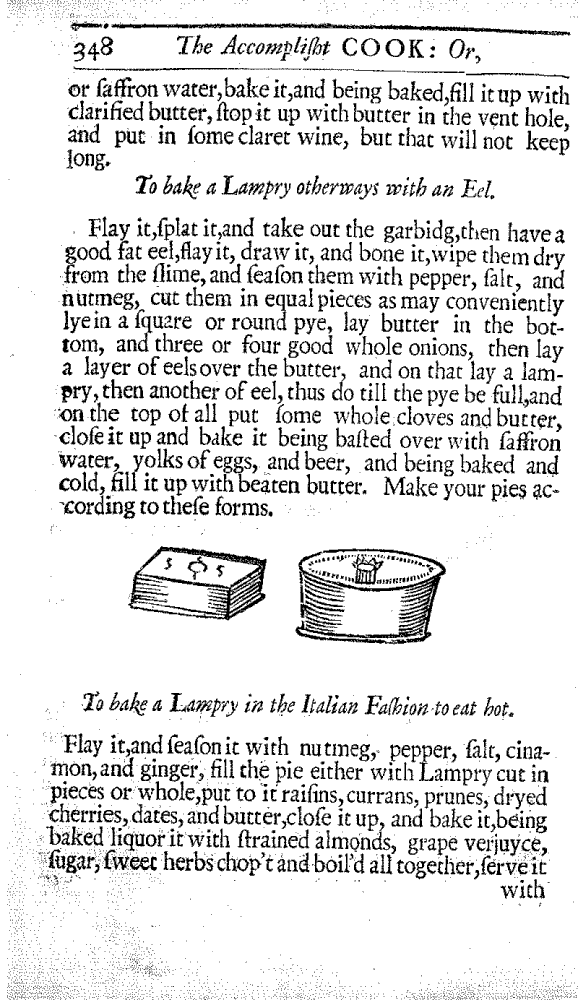 348 The Accompliſht COOK: Or,
or ſaffron water,bake it,and being baked,fill it up with
clarified butter, ſtop it up with butter in the vent hole,
and put in ſome claret wine, but that will not keep
long.
To bake a Lampry otherways with an Eel.
Flay it,ſplat it,and take out the garbidg,then have a
good fat eel,flay it, draw it, and bone it,wipe them dry
from the ſlime, and ſeaſon them with pepper, ſalt, and
nutmeg, cut them in equal pieces as may conveniently
lye in a ſquare or round pye, lay butter in the bot-
tom, and three or four good whole onions, then lay
a layer of eels over the butter, and on that lay a lam-
pry, then another of eel, thus do till the pye be full,and
on the top of all put ſome whole cloves and butter,
cloſe it up and bake it being baſted over with ſaffron
water, yolks of eggs, and beer, and being baked and
cold, fill it up with beaten butter. Make your pies ac-
cording to theſe forms.
To bake a Lampry in the Italian Faſhion to eat hot.
Flay it,and ſeaſon it with nutmeg, pepper, ſalt, cina-
mon, and ginger, fill the pie either with Lampry cut in
pieces or whole,put to it raiſins, currans, prunes, dryed
cherries, dates, and butter,cloſe it up, and bake it,being
baked liquor it with ſtrained almonds, grape verjuyce,
ſugar, ſweet herbs chop't and boil'd all together,ſerve it
with